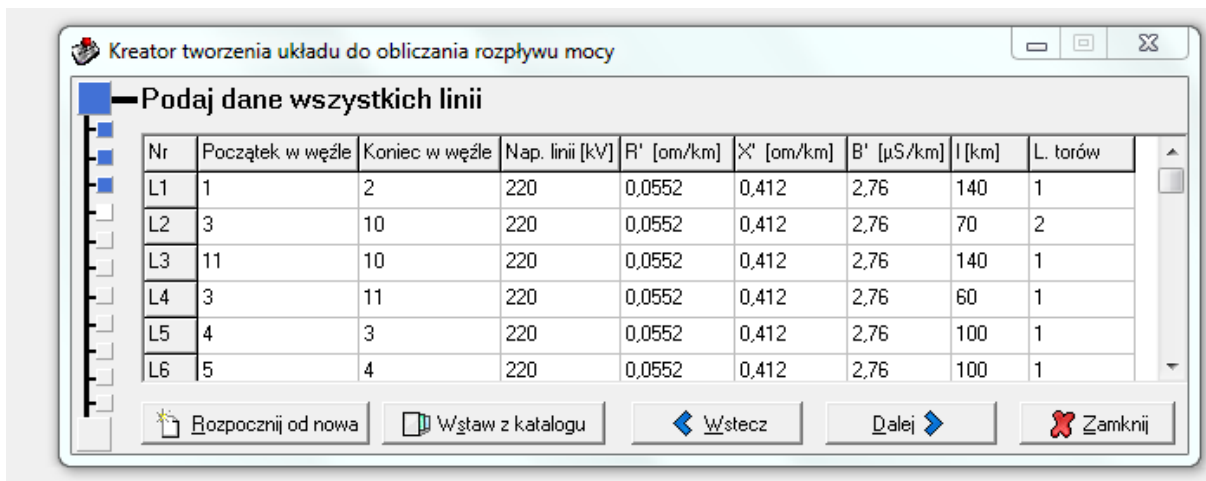 Kreator tworzenia układu do obliczania rozpływu mocy
Podaj dane wszystkich linii
Nr Początek w węźle Koniec w węźle Nap. linii [kV] R' [om/km] X' [om/km] B' [µS/km] l [km] L. torów
L1 1 2 220 0,0552 0,412 2,76 140 1
L2 3 10 220 0,0552 0,412 2,76 70 2
L3 11 10 220 0,0552 0,412 2,76 140 1
L4 3 11 220 0,0552 0,412 2,76 60 1
L5 4 3 220 0,0552 0,412 2,76 100 1
L6 5 4 220 0,0552 0,412 2,76 100 1
Rozpocznij od nowa Wstaw z katalogu Wstecz Dalej Zamknij